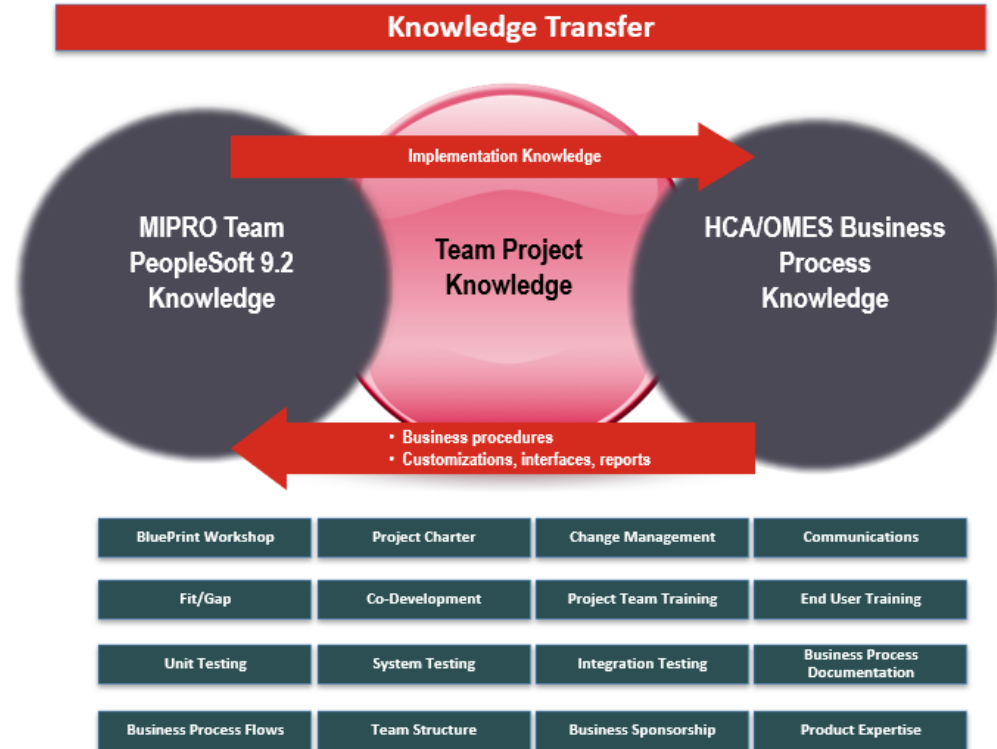 Knowledge Transfer
Implementation Knowledge
MIPRO Team
PeopleSoft 9.2
Knowledge
Team Project
Knowledge
HCA/OMES Business
Process
Knowledge
• Business procedures
• Customizations, interfaces, reports
BluePrint Workshop
Project Charter
Change Management
Communications
Fit/Gap
Co-Development
Project Team Training
End User Training
Unit Testing
System Testing
Integration Testing
Business Process
Documentation
Business Process Flows
Team Structure
Business Sponsorship
Product Expertise